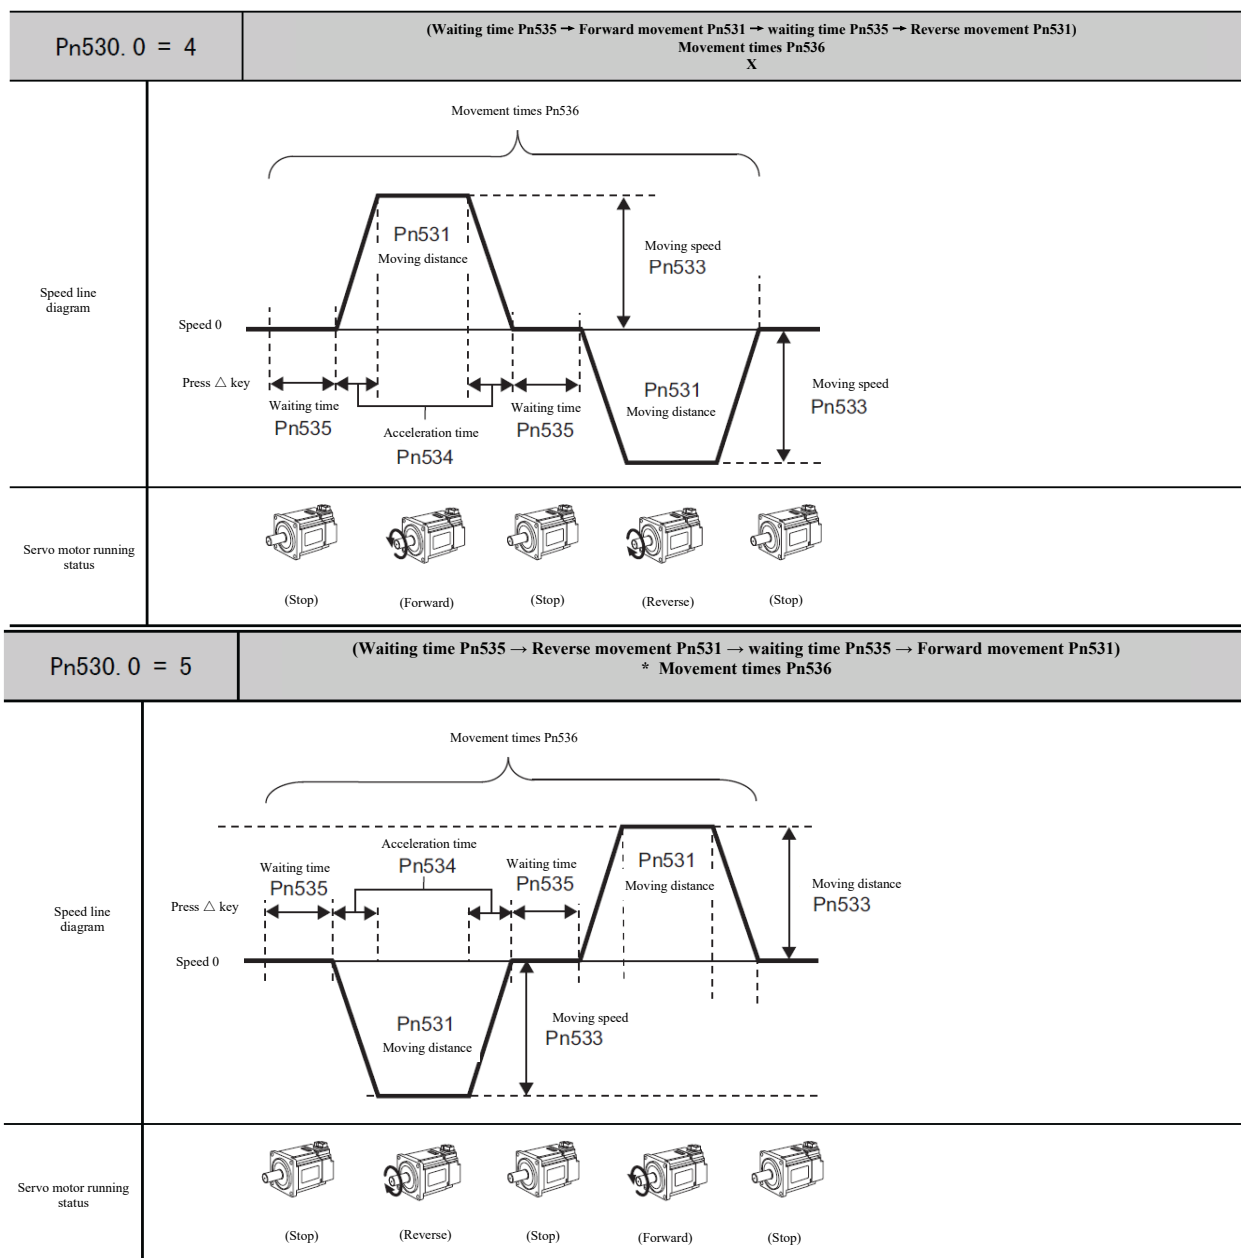 Pn530.0 = 4
(Waiting time Pn535 → Forward movement Pn531 → waiting time Pn535 → Reverse movement Pn531)
Movement times Pn536
X
Movement times Pn536
Pn531
Moving distance
Moving speed
Pn533
Speed line
diagram
Speed 0
Press △ key
Waiting time
Pn535
Acceleration time
Pn534
Waiting time
Pn535
Pn531
Moving distance
Moving speed
Pn533
Servo motor running
status
(Stop)
(Forward)
(Stop)
(Reverse)
(Stop)
Pn530.0 = 5
(Waiting time Pn535 → Reverse movement Pn531 → waiting time Pn535 → Forward movement Pn531)
* Movement times Pn536
Movement times Pn536
Speed line
diagram
Waiting time
Pn535
Acceleration time
Pn534
Waiting time
Pn535
Pn531
Moving distance
Moving distance
Pn533
Press △ key
Speed 0
Pn531
Moving distance
Moving speed
Pn533
Servo motor running
status
(Stop)
(Reverse)
(Stop)
(Forward)
(Stop)